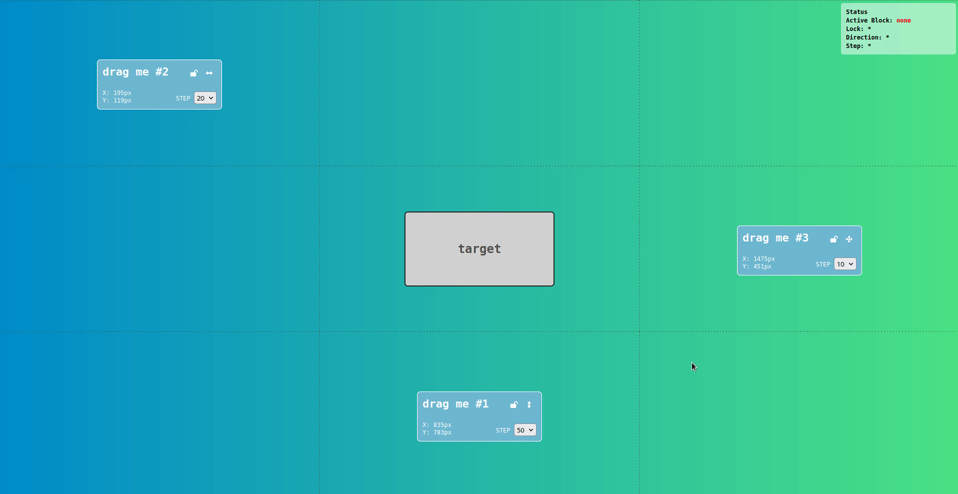 Status
Active Block: none
Lock: *
Direction: *
Step: *
drag me #2
X: 195px
Y: 119px
STEP 20
target
drag me #3
X: 1475px
Y: 451px
STEP 10
drag me #1
X: 835px
Y: 783px
STEP 50